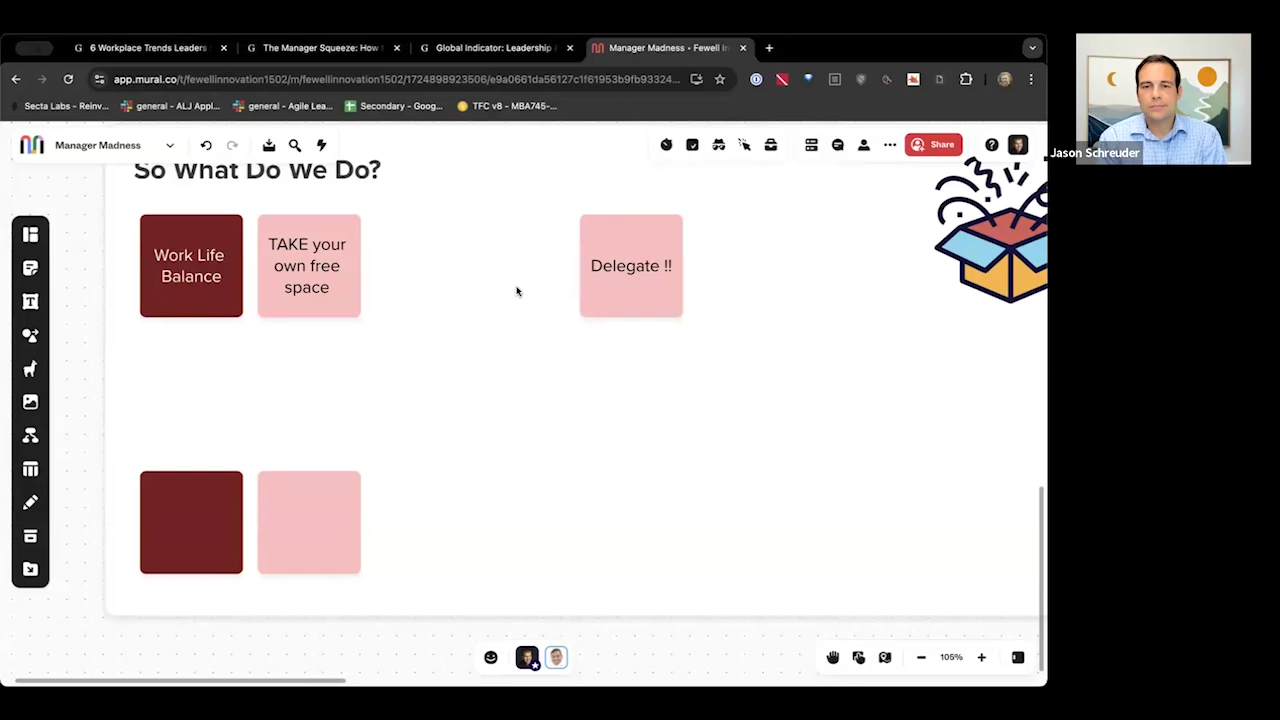 6 Workplace Trends Leaders
The Manager Squeeze: How
Global Indicator: Leadership
Manager Madness • Fewell In
app.mural.co/t/fewellinnovation1502/m/fewellinnovation1502/1724898923506/e9a0661da56127c1f61953b9fb93324...
Secta Labs - Reinv...
general - ALJ Appl...
general - Agile Lea...
Secondary - Goog...
TFC v8 - MBA745-...
Manager Madness
Share
Jason Schreuder
So What Do We Do?
Work Life
Balance
TAKE your
own free
space
Delegate !!
105%